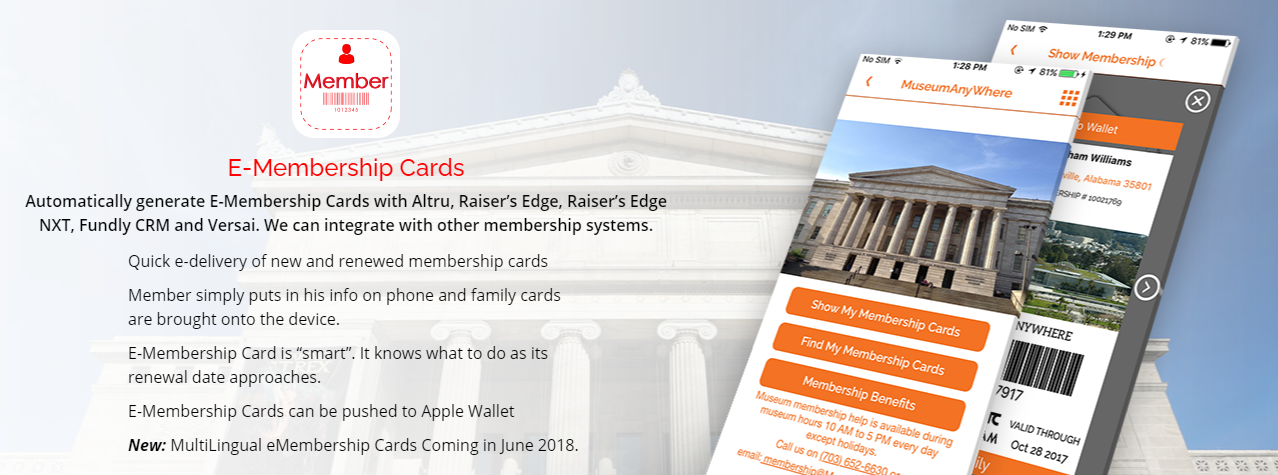 Member
1012345
E-Membership Cards
Automatically generate E-Membership Cards with Altru, Raiser’s Edge, Raiser’s Edge
NXT, Fundly CRM and Versai. We can integrate with other membership systems.
Quick e-delivery of new and renewed membership cards
Member simply puts in his info on phone and family cards
are brought onto the device.
E-Membership Card is “smart”. It knows what to do as its
renewal date approaches.
E-Membership Cards can be pushed to Apple Wallet
New: MultiLingual eMembership Cards Coming in June 2018.
No SIM 1:28 PM 81%
MuseumAnyWhere
Show My Membership Cards
Find My Membership Cards
Membership Benefits
Museum membership help is available during
museum hours 10 AM to 5 PM every day
except holidays.
Call us on (703) 652-6630 or
email: membership@M
No SIM 1:29 PM 81%
Show Membership
o Wallet
ham Williams
ville, Alabama 35801
ERSHIP # 10021769
NYWHERE
7917
VALID THROUGH
Oct 28 2017